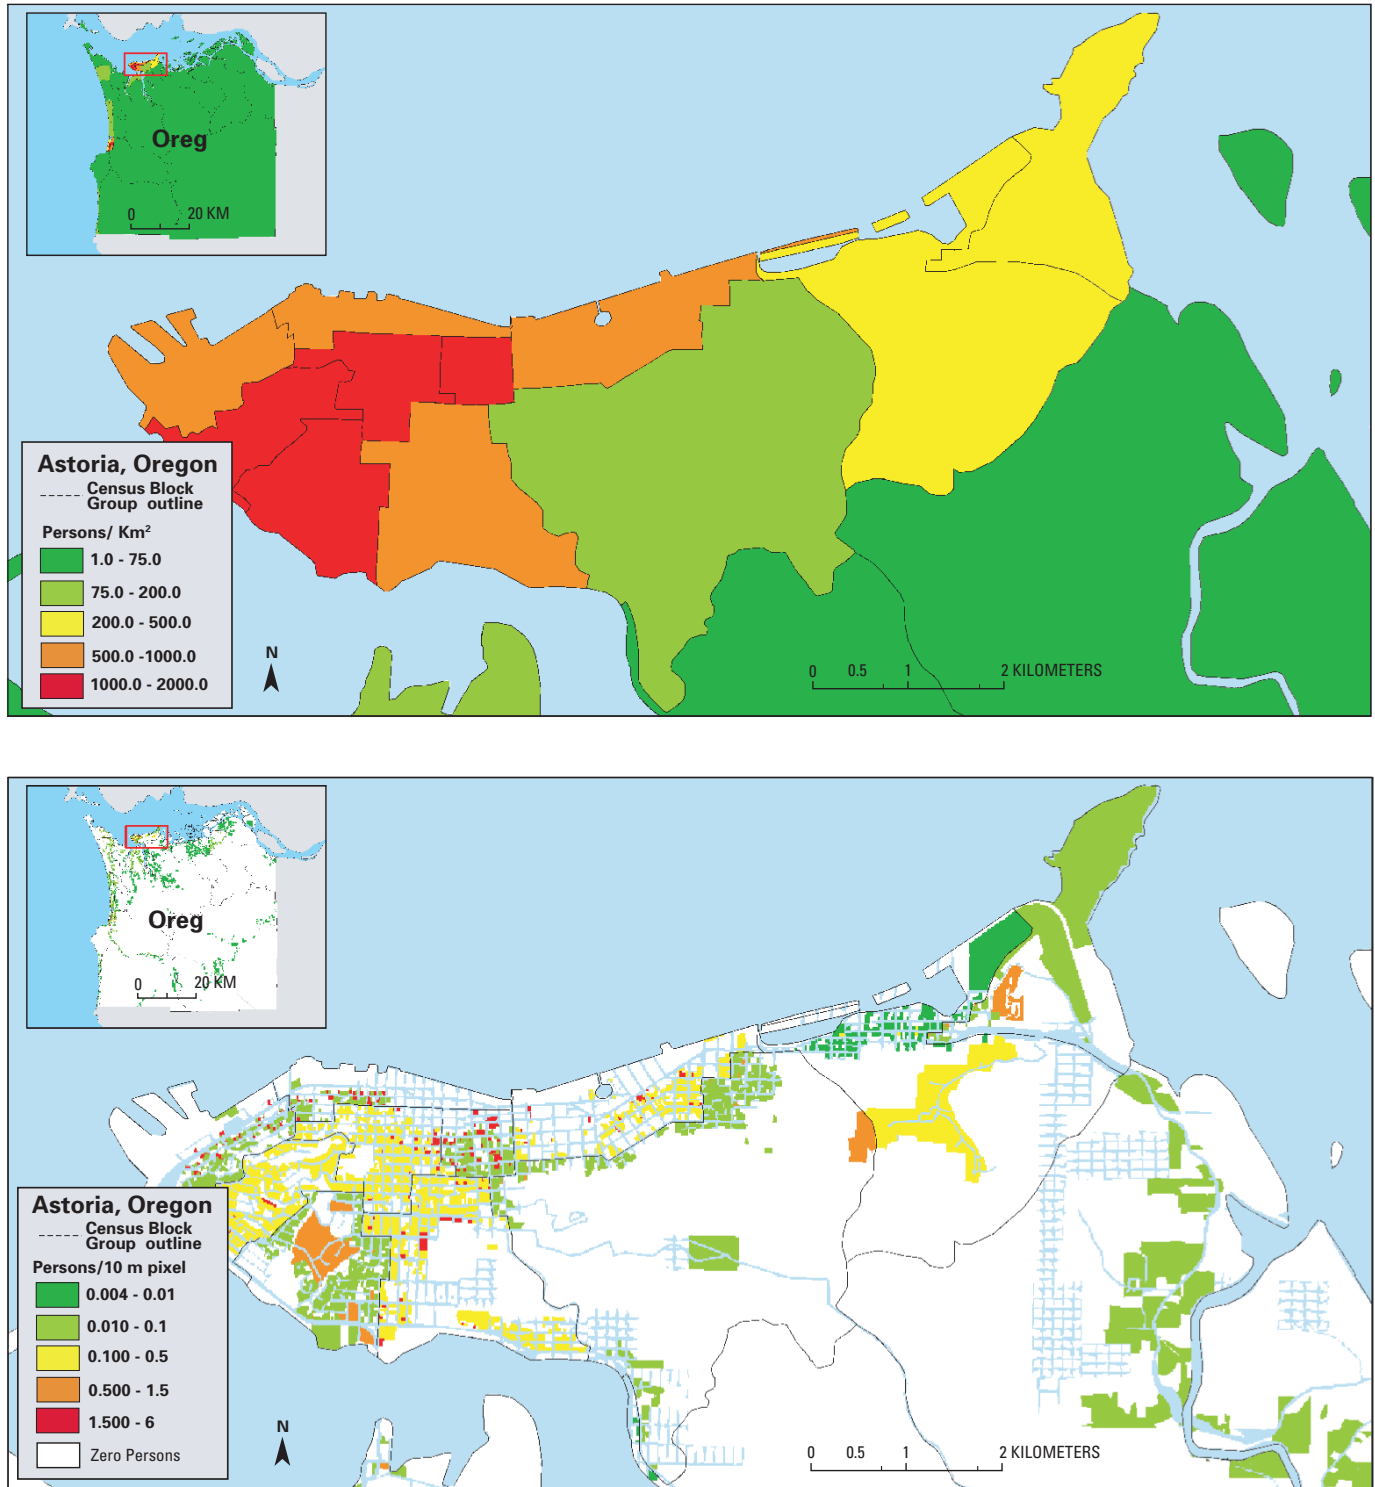 Oreg
0 20 KM
Astoria, Oregon
Census Block
Group outline
Persons/ Km²
1.0 - 75.0
75.0 - 200.0
200.0 - 500.0
500.0 -1000.0
1000.0 - 2000.0
N
0 0.5 1 2 KILOMETERS
Oreg
0 20 KM
Astoria, Oregon
Census Block
Group outline
Persons/10 m pixel
0.004 - 0.01
0.010 - 0.1
0.100 - 0.5
0.500 - 1.5
1.500 - 6
Zero Persons
N
0 0.5 1 2 KILOMETERS